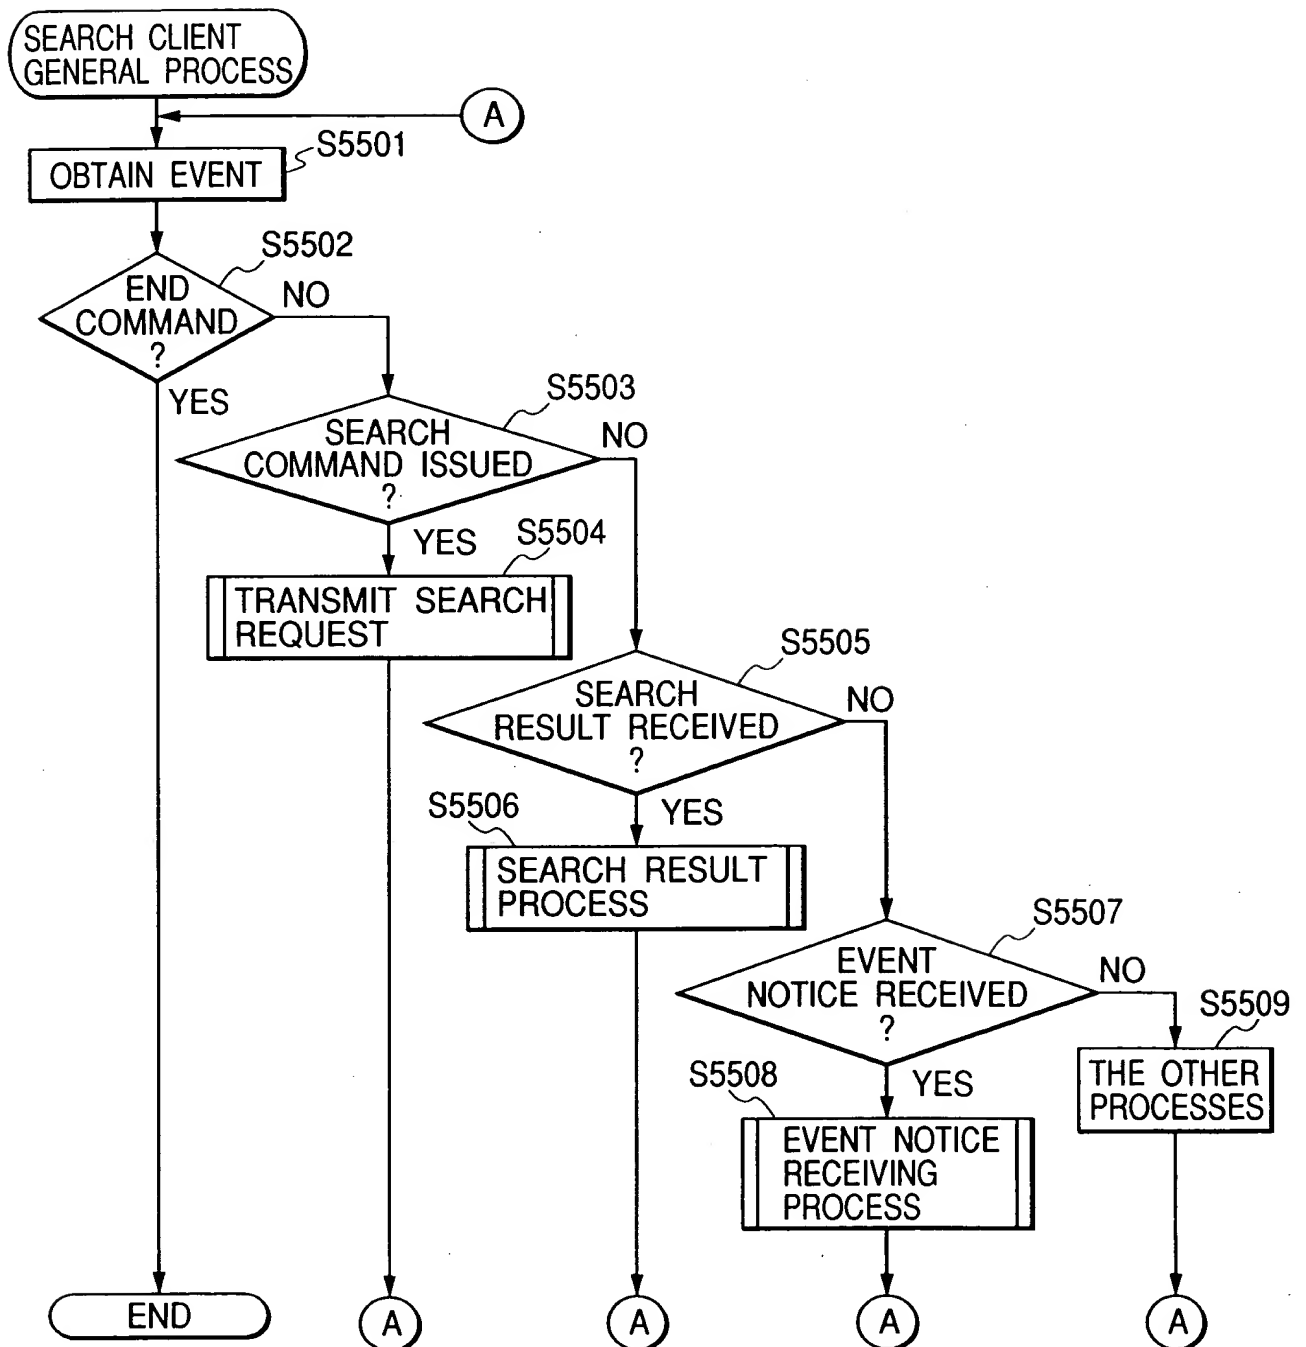 SEARCH CLIENT
GENERAL PROCESS
A
S5501
OBTAIN EVENT
S5502
END
COMMAND
?
NO
YES
S5503
SEARCH
COMMAND ISSUED
?
NO
YES
S5504
TRANSMIT SEARCH
REQUEST
S5505
SEARCH
RESULT RECEIVED
?
NO
YES
S5506
SEARCH RESULT
PROCESS
S5507
EVENT
NOTICE RECEIVED
?
NO
YES
S5508
EVENT NOTICE
RECEIVING
PROCESS
S5509
THE OTHER
PROCESSES
END
A
A
A
A